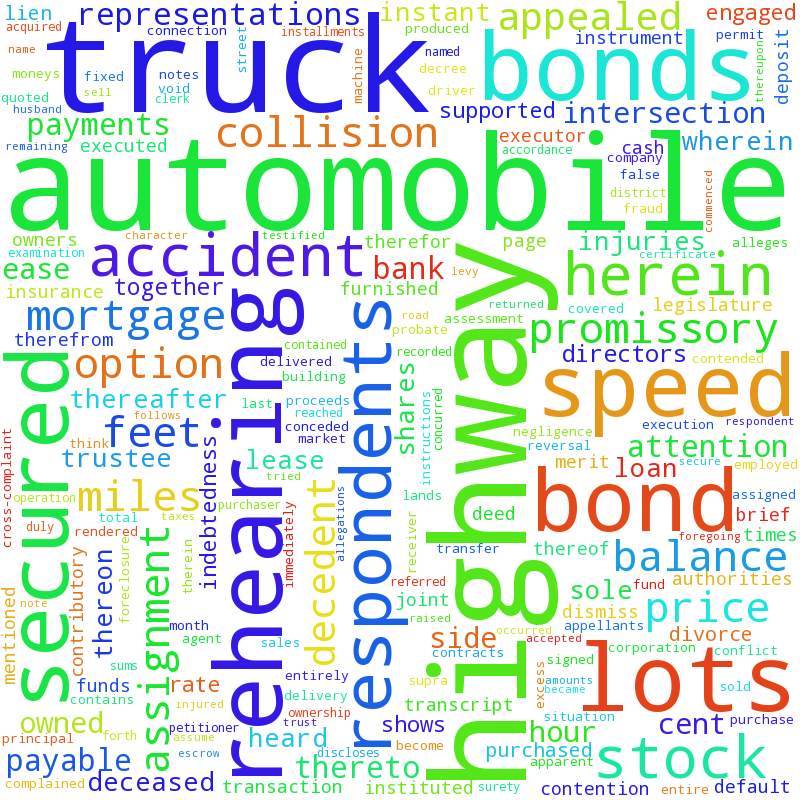 lien
representations
instant
appealed
engaged
acquired
connection
installments
produced
instrument
permit
truck
bonds
name
street
machine
named
decree
thereupon
deposit
moneys
fixed
notes
void
sell
clerk
driver
quoted
husband
supported
intersection
payments
collision
executor
wherein
remaining
executed
accordance
cash
company
false
automobile
district
fraud
commenced
owners
character
testified
therefor
page
injuries
alleges
examination
accident
certificate
ease
together
bank
levy
herein
insurance
furnished
returned
covered
legislature
mortgage
road
probate
assessment
promissory
therefrom
contained
recorded
directors
contended
option
delivered
building
speed
thereafter
last
proceeds
reached
shares
instructions
concurred
execution
respondent
follows
conceded
market
negligence
reversal
attention
feet
think
trustee
lease
tried
merit
loan
secure
employed
cross-complaint
secured
rehearing
respondents
highway
indebtedness
operation
miles
purchaser
allegations
lands
bond
assigned
duly
total
taxes
decedent
deed
brief
rendered
immediately
receiver
transfer
thereof
foregoing
times
contributory
thereon
foreclosure
assignment
therein
balance
mentioned
note
referred
joint
sole
fund
authorities
raised
dismiss
price
month
agent
sales
occurred
accepted
appellants
side
divorce
sums
entirely
contracts
signed
corporation
conflict
contains
funds
rate
injured
delivery
supra
transcript
excess
amounts
became
sold
lots
owned
forth
petitioner
trust
ownership
shows
hour
cent
purchase
principal
assume
heard
discloses
become
purchased
situation
apparent
payable
escrow
thereto
stock
complained
deceased
transaction
instituted
surety
contention
entire
default